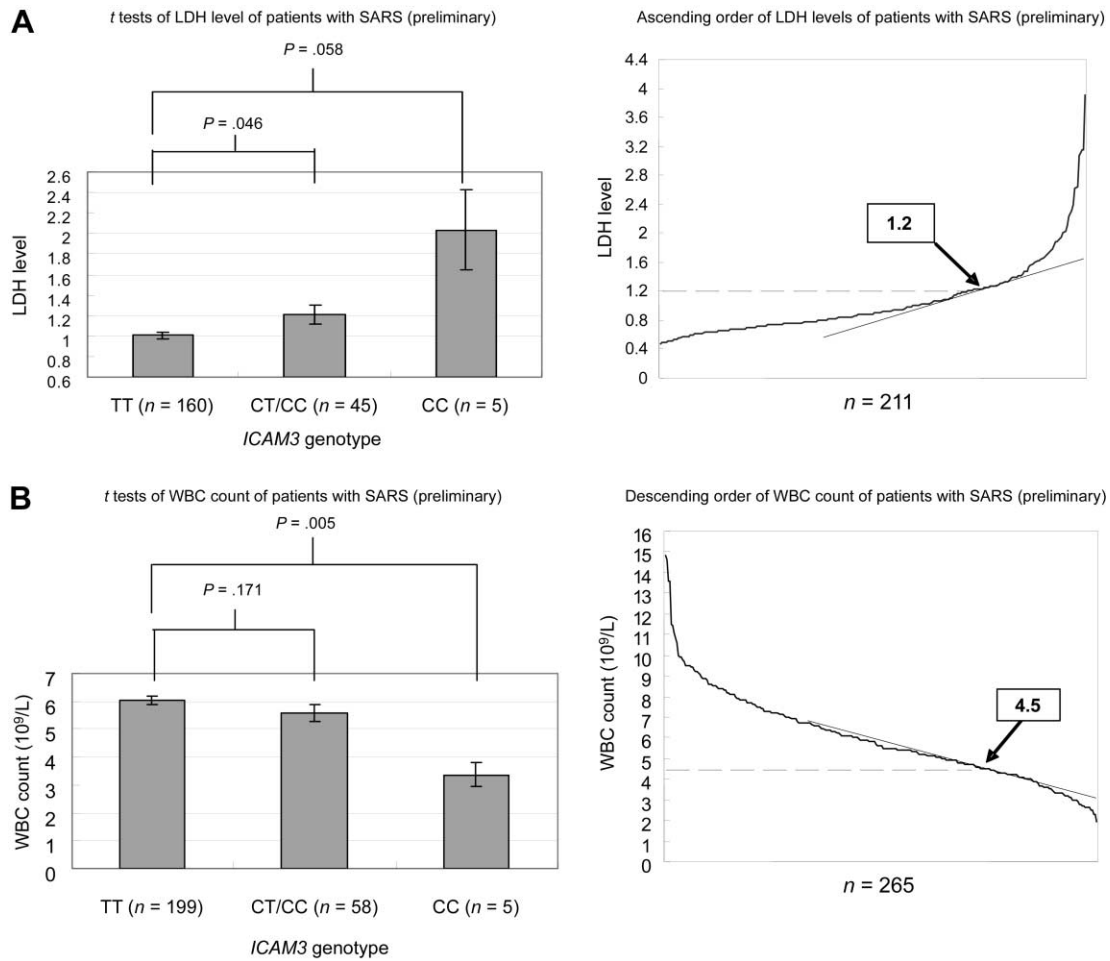 A
t tests of LDH level of patients with SARS (preliminary)
P = .058
P = .046
LDH level
2.6
2.4
2.2
2
1.8
1.6
1.4
1.2
1
0.8
0.6
TT (n = 160)
CT/CC (n = 45)
CC (n = 5)
ICAM3 genotype
Ascending order of LDH levels of patients with SARS (preliminary)
LDH level
4.4
4
3.6
3.2
2.8
2.4
2
1.6
1.2
0.8
0.4
0
1.2
n = 211
B
t tests of WBC count of patients with SARS (preliminary)
P = .005
P = .171
WBC count (10⁹/L)
7
6
5
4
3
2
1
0
TT (n = 199)
CT/CC (n = 58)
CC (n = 5)
ICAM3 genotype
Descending order of WBC count of patients with SARS (preliminary)
WBC count (10⁹/L)
16
15
14
13
12
11
10
9
8
7
6
5
4
3
2
1
0
4.5
n = 265